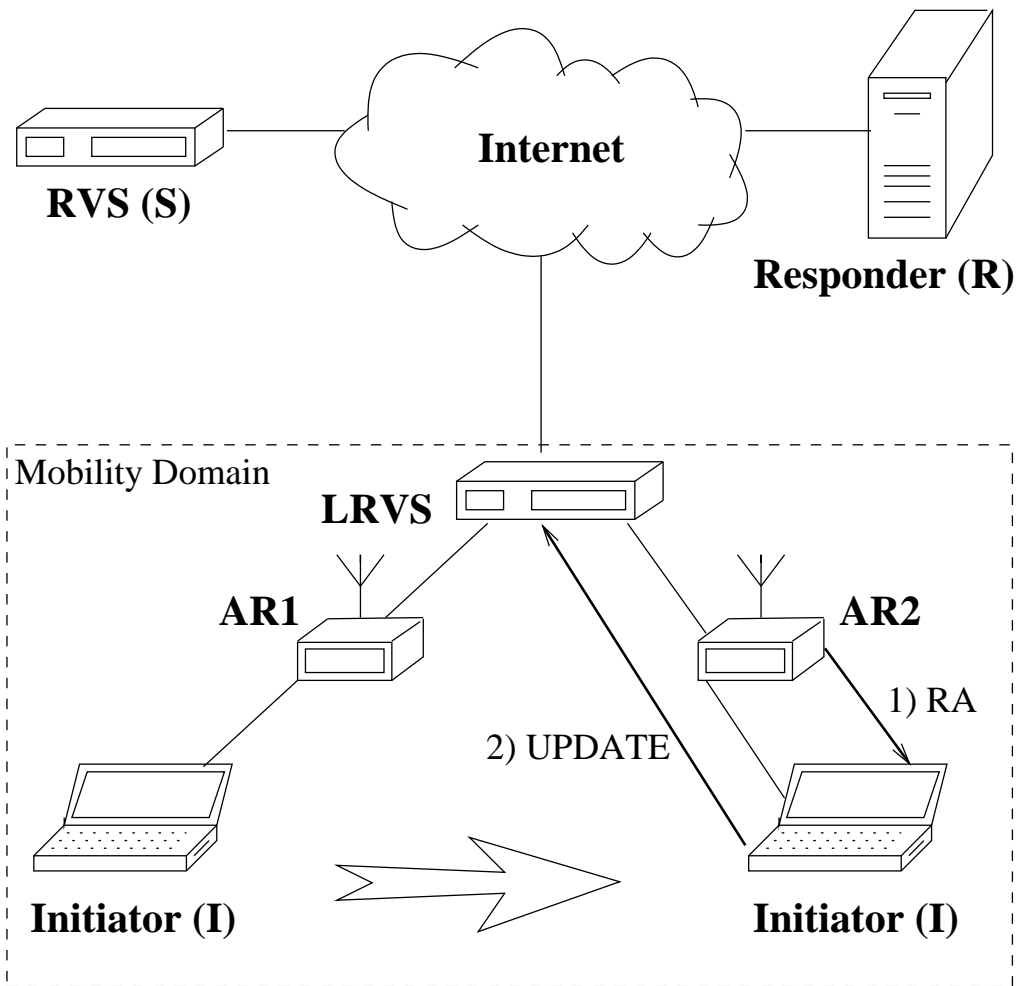 Internet
RVS (S)
Responder (R)
Mobility Domain
LRVS
AR1
AR2
1) RA
2) UPDATE
Initiator (I)
Initiator (I)